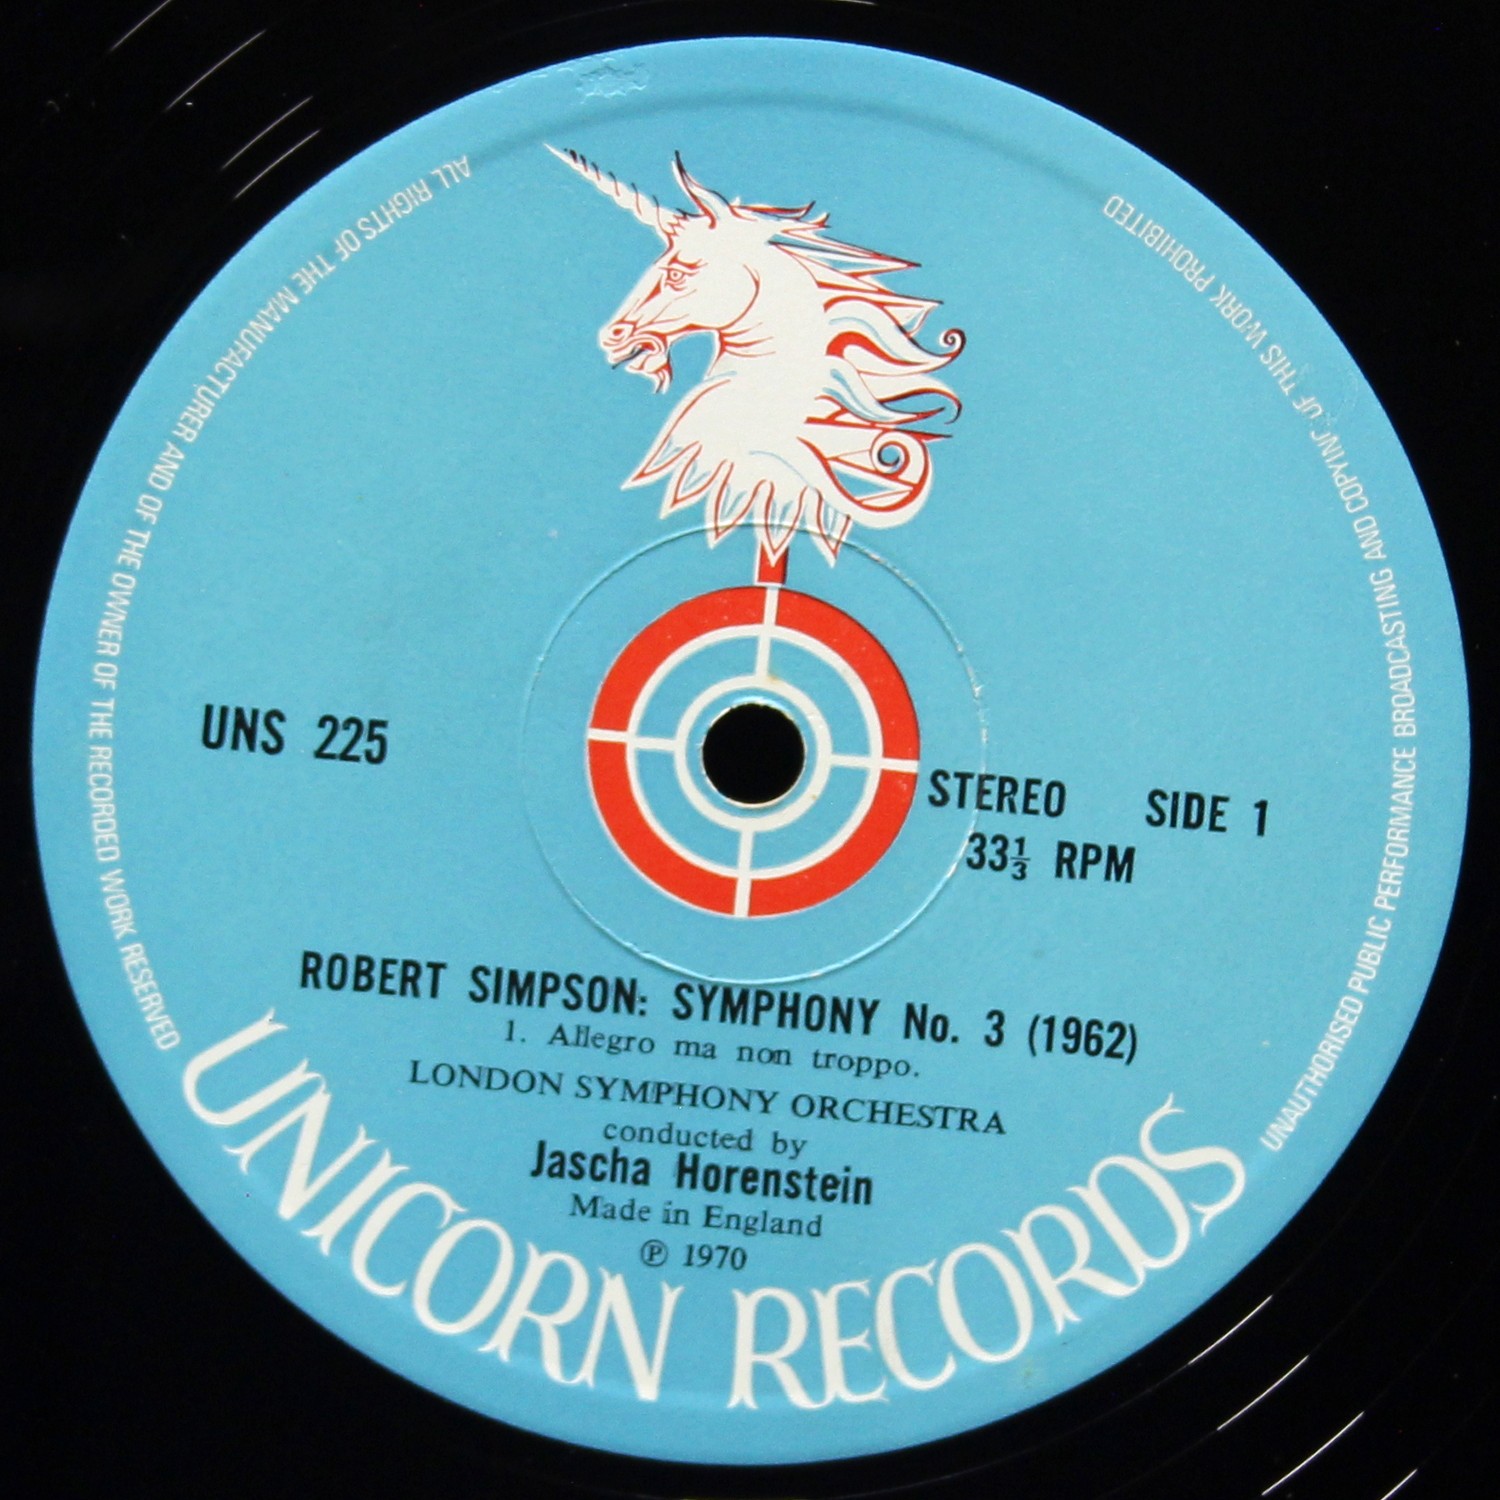 ALL RIGHTS OF THE MANUFACTURER AND OF THE OWNER OF THE RECORDED WORK RESERVED
UNAUTHORISED PUBLIC PERFORMANCE BROADCASTING AND COPYING OF THIS WORK PROHIBITED
UNS 225
STEREO SIDE 1
33⅓ RPM
ROBERT SIMPSON: SYMPHONY No. 3 (1962)
1. Allegro ma non troppo.
LONDON SYMPHONY ORCHESTRA
conducted by
Jascha Horenstein
Made in England
℗ 1970
UNICORN RECORDS